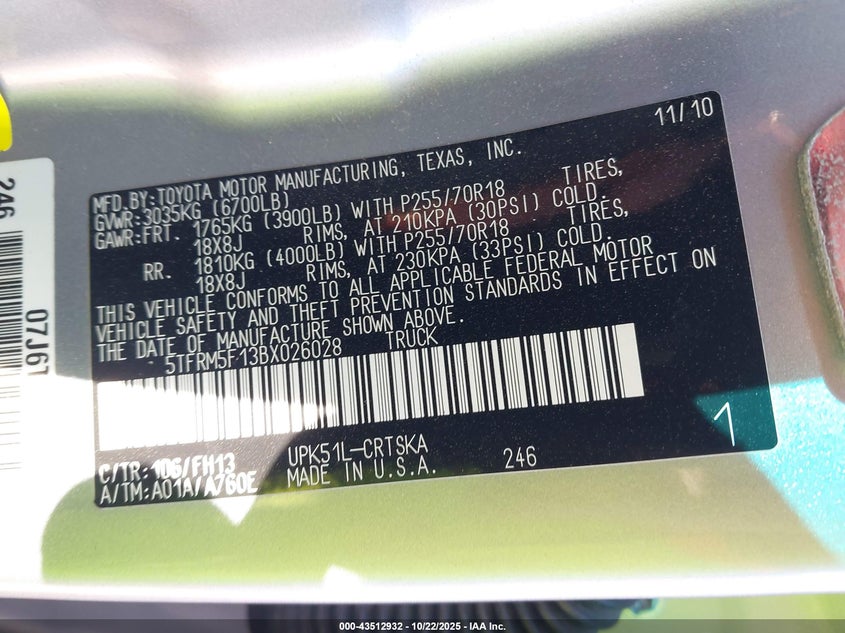 11/10
MFD.BY:TOYOTA MOTOR MANUFACTURING, TEXAS, INC.
GVWR:3035KG (6700LB)
GAWR:FRT. 1765KG (3900LB) WITH P255/70R18 TIRES,
18X8J RIMS, AT 210KPA (30PSI) COLD.
RR. 1810KG (4000LB) WITH P255/70R18 TIRES,
18X8J RIMS, AT 230KPA (33PSI) COLD.
THIS VEHICLE CONFORMS TO ALL APPLICABLE FEDERAL MOTOR
VEHICLE SAFETY AND THEFT PREVENTION STANDARDS IN EFFECT ON
THE DATE OF MANUFACTURE SHOWN ABOVE.
5TFRM5F13BX026028 TRUCK
UPK51L-CRTSKA
C/TR: 106/FH13 MADE IN U.S.A. 246
A/TM: A01A/A760E
1
246
07J67
000-43512932 | 10/22/2025 | IAA Inc.